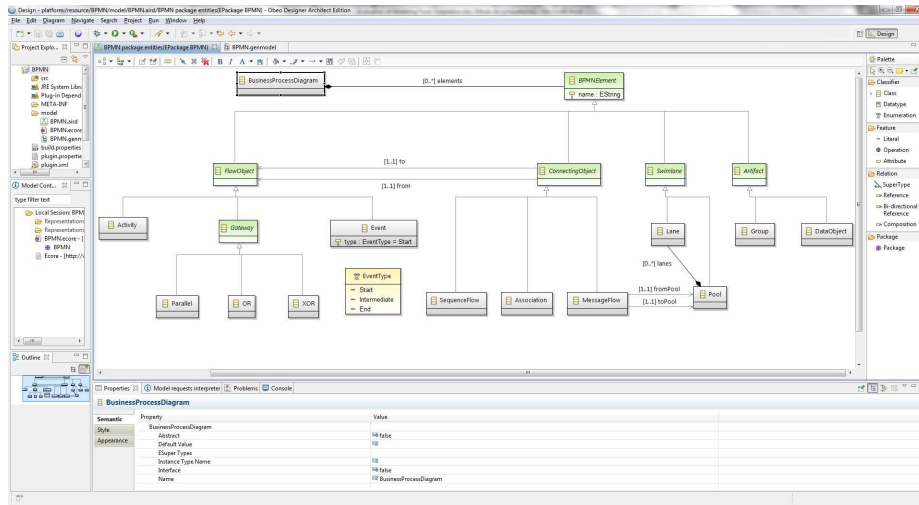 Design - platform:/resource/BPMN/model/BPMN.aird/BPMN package entities(EPackage BPMN) - Obeo Designer Architect Edition
File Edit Diagram Navigate Search Project Run Window Help
Design
Project Explo...
BPMN package entities(EPackage BPMN)
BPMN.genmodel
BPMN
src
JRE System Libra
Plug-in Depend
META-INF
model
BPMN.aird
BPMN.ecore
BPMN.genm
build.properties
plugin.propertie
plugin.xml
Model Cont...
type filter text
Local Session: BPM
Representations
Representations
BPMN.ecore - [
BPMN
Ecore - [http://
Outline
BusinessProcessDiagram
[0..*] elements
BPMNElement
name : EString
FlowObject
[1..1] to
[1..1] from
ConnectingObject
Swimlane
Artifact
Activity
Gateway
Event
type : EventType = Start
Lane
Group
DataObject
[0..*] lanes
EventType
Start
Intermediate
End
Parallel
OR
XOR
SequenceFlow
Association
MessageFlow
[1..1] fromPool
[1..1] toPool
Pool
Palette
Classifier
Class
Datatype
Enumeration
Feature
Literal
Operation
Attribute
Relation
SuperType
Reference
Bi-directional
Reference
Composition
Package
Package
Properties
Model requests interpreter
Problems
Console
BusinessProcessDiagram
Semantic
Style
Appearance
Property Value
BusinessProcessDiagram
Abstract false
Default Value
ESuper Types
Instance Type Name
Interface false
Name BusinessProcessDiagram